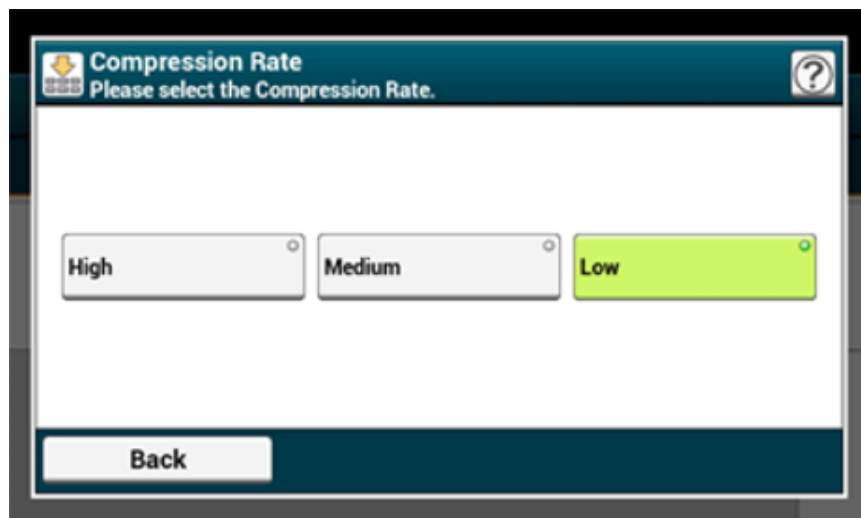 Compression Rate
Please select the Compression Rate.
?
High Medium Low
Back